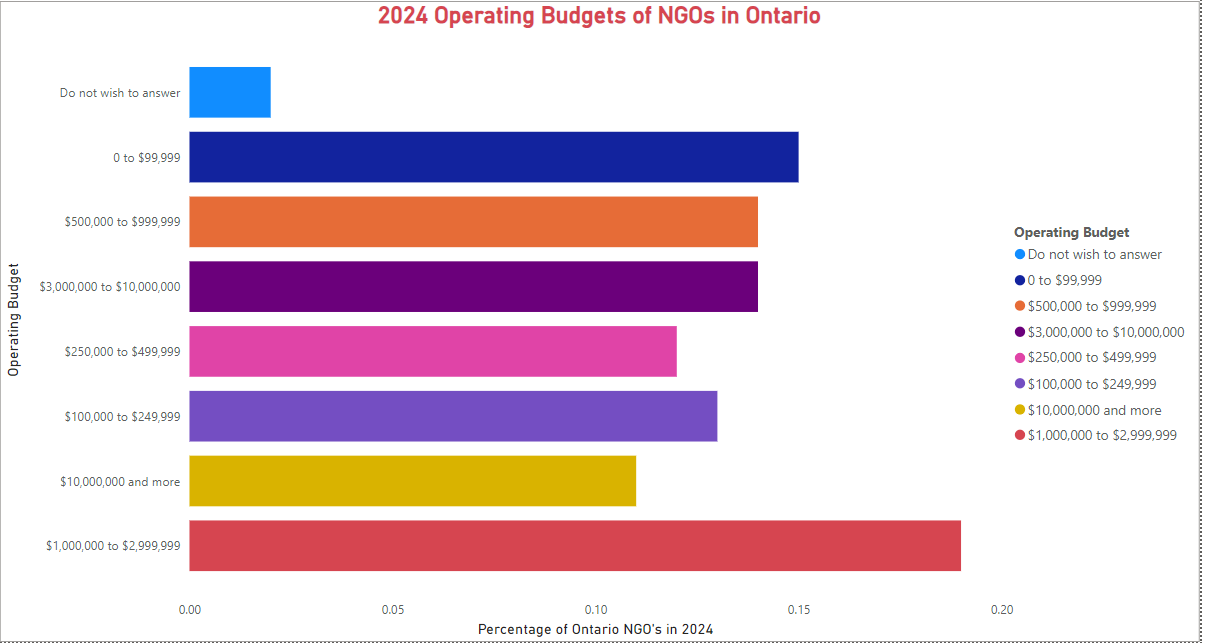 2024 Operating Budgets of NGOs in Ontario
Do not wish to answer
0 to $99,999
$500,000 to $999,999
$3,000,000 to $10,000,000
$250,000 to $499,999
$100,000 to $249,999
$10,000,000 and more
$1,000,000 to $2,999,999
Operating Budget
0.00 0.05 0.10 0.15 0.20
Percentage of Ontario NGO's in 2024
Operating Budget
Do not wish to answer
0 to $99,999
$500,000 to $999,999
$3,000,000 to $10,000,000
$250,000 to $499,999
$100,000 to $249,999
$10,000,000 and more
$1,000,000 to $2,999,999